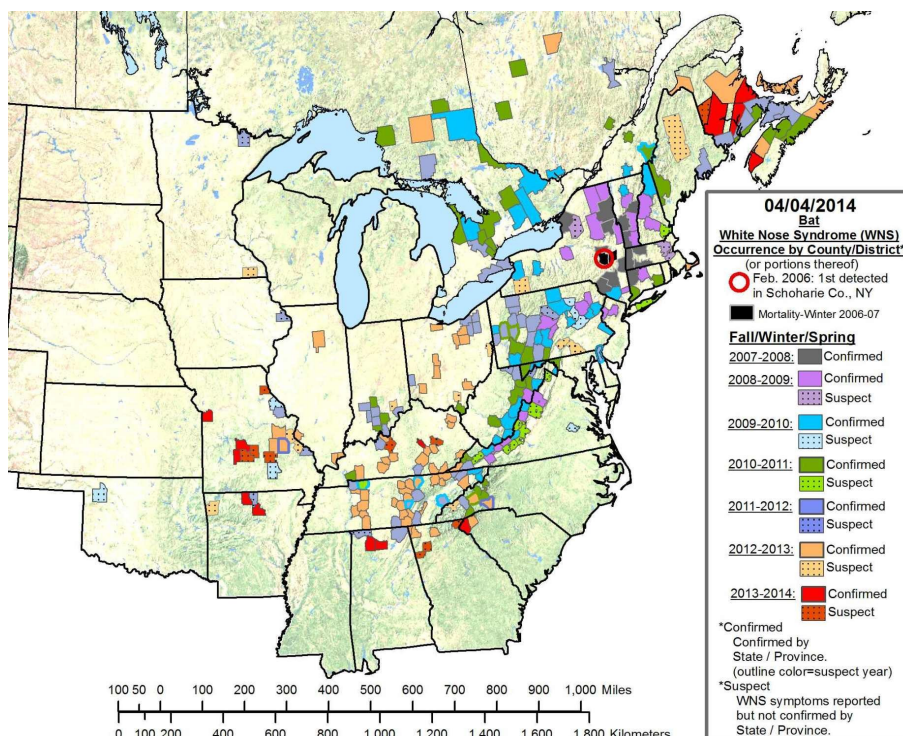 04/04/2014
Bat
White Nose Syndrome (WNS)
Occurrence by County/District*
(or portions thereof)
Feb. 2006: 1st detected
in Schoharie Co., NY
Mortality-Winter 2006-07
Fall/Winter/Spring
2007-2008: Confirmed
2008-2009: Confirmed
Suspect
2009-2010: Confirmed
Suspect
2010-2011: Confirmed
Suspect
2011-2012: Confirmed
Suspect
2012-2013: Confirmed
Suspect
2013-2014: Confirmed
Suspect
*Confirmed
Confirmed by
State / Province.
(outline color=suspect year)
*Suspect
WNS symptoms reported
but not confirmed by
State / Province.
100 50 0 100 200 300 400 500 600 700 800 900 1,000 Miles
0 100 200 400 600 800 1,000 1,200 1,400 1,600 1,800 Kilometers